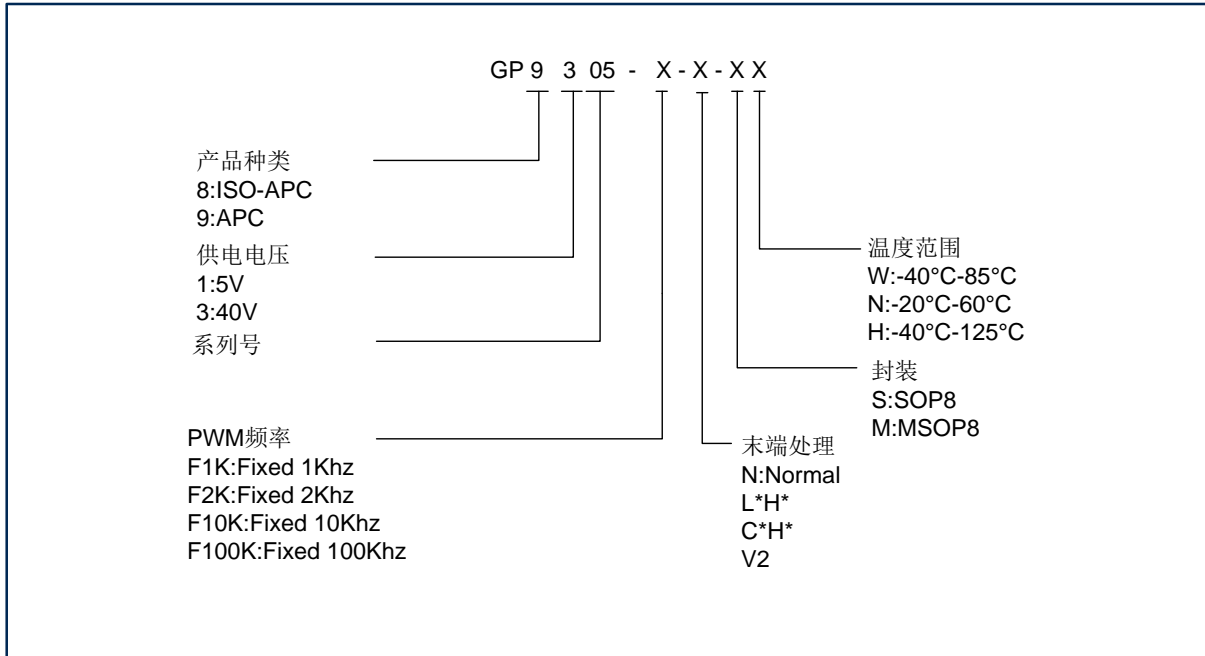 GP 9 3 05 - X - X - X X
产品种类
8:ISO-APC
9:APC
供电电压
1:5V
3:40V
系列号
PWM频率
F1K:Fixed 1Khz
F2K:Fixed 2Khz
F10K:Fixed 10Khz
F100K:Fixed 100Khz
温度范围
W:-40°C-85°C
N:-20°C-60°C
H:-40°C-125°C
封装
S:SOP8
M:MSOP8
末端处理
N:Normal
L*H*
C*H*
V2